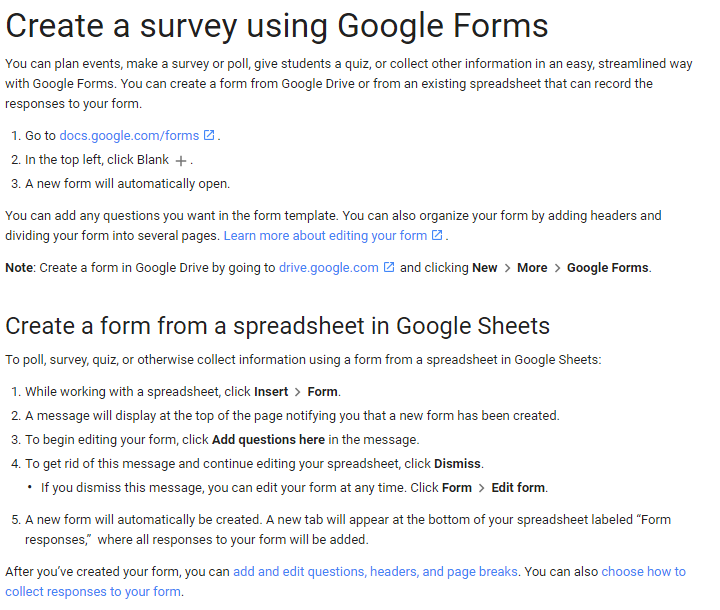 Create a survey using Google Forms
You can plan events, make a survey or poll, give students a quiz, or collect other information in an easy, streamlined way
with Google Forms. You can create a form from Google Drive or from an existing spreadsheet that can record the
responses to your form.
1. Go to docs.google.com/forms .
2. In the top left, click Blank + .
3. A new form will automatically open.
You can add any questions you want in the form template. You can also organize your form by adding headers and
dividing your form into several pages. Learn more about editing your form .
Note: Create a form in Google Drive by going to drive.google.com and clicking New > More > Google Forms.
Create a form from a spreadsheet in Google Sheets
To poll, survey, quiz, or otherwise collect information using a form from a spreadsheet in Google Sheets:
1. While working with a spreadsheet, click Insert > Form.
2. A message will display at the top of the page notifying you that a new form has been created.
3. To begin editing your form, click Add questions here in the message.
4. To get rid of this message and continue editing your spreadsheet, click Dismiss.
• If you dismiss this message, you can edit your form at any time. Click Form > Edit form.
5. A new form will automatically be created. A new tab will appear at the bottom of your spreadsheet labeled “Form
responses,” where all responses to your form will be added.
After you’ve created your form, you can add and edit questions, headers, and page breaks. You can also choose how to
collect responses to your form.